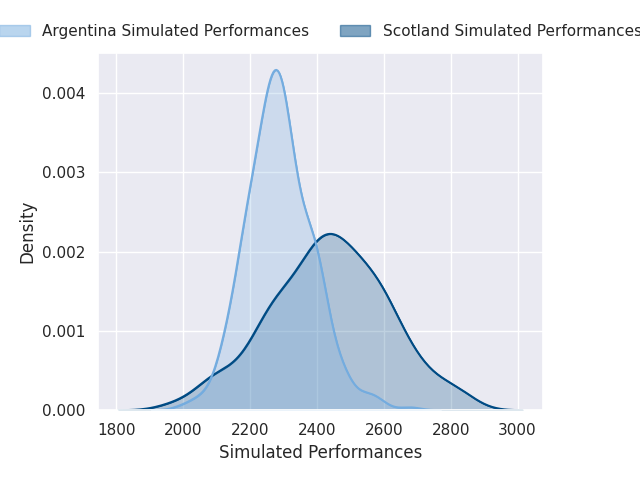 Argentina Simulated Performances Scotland Simulated Performances
0.004
0.003
0.002
0.001
0.000
Density
1800 2000 2200 2400 2600 2800 3000
Simulated Performances